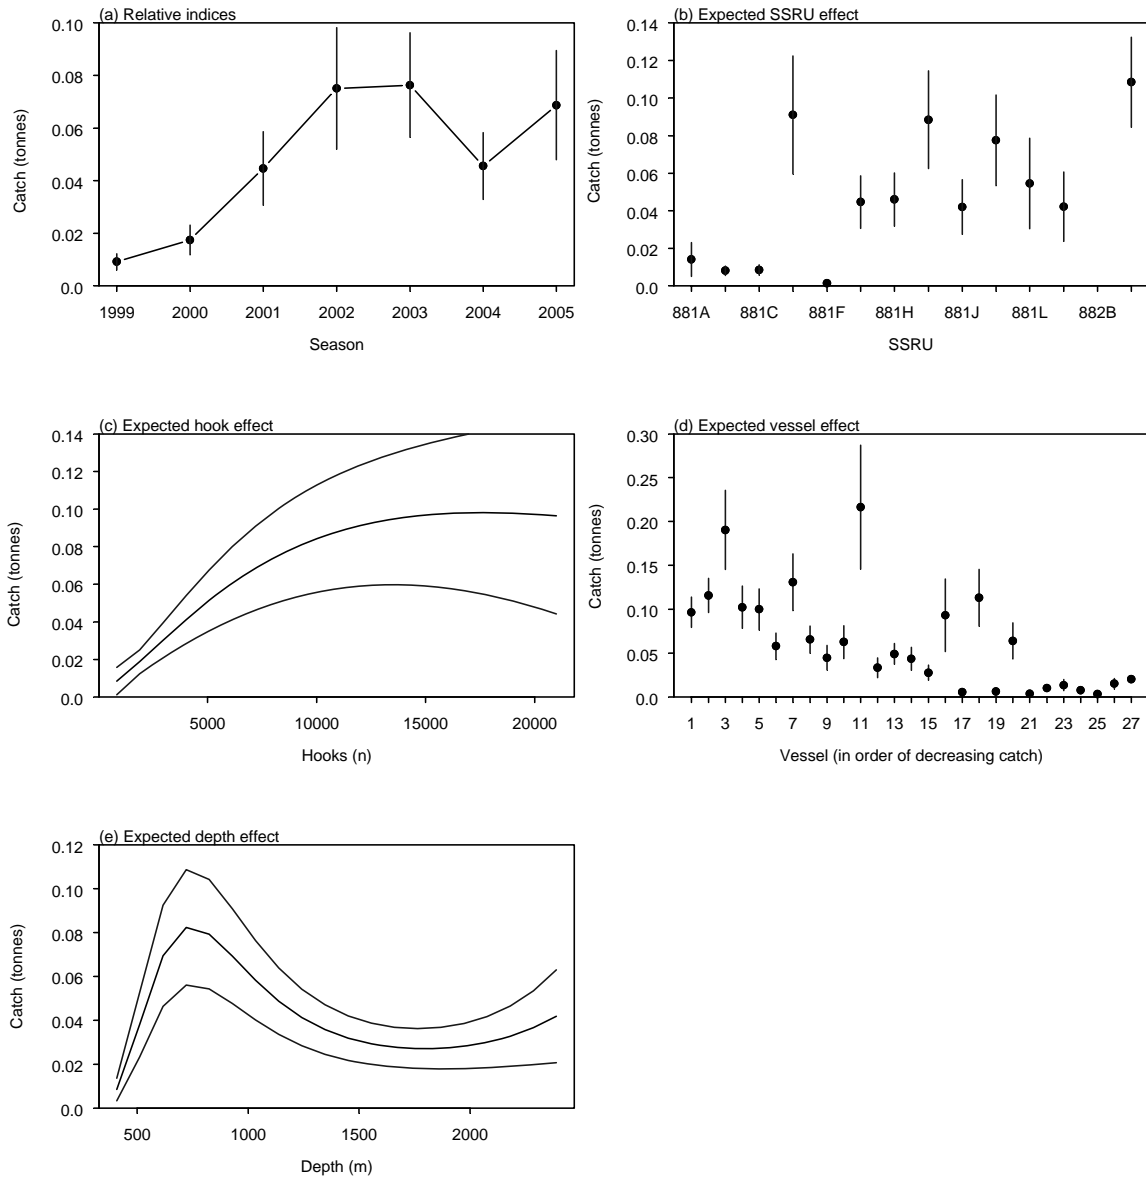 (a) Relative indices
Catch (tonnes)
0.10
0.08
0.06
0.04
0.02
0.0
1999 2000 2001 2002 2003 2004 2005
Season
(b) Expected SSRU effect
Catch (tonnes)
0.14
0.12
0.10
0.08
0.06
0.04
0.02
0.0
881A 881C 881F 881H 881J 881L 882B
SSRU
(c) Expected hook effect
Catch (tonnes)
0.14
0.12
0.10
0.08
0.06
0.04
0.02
0.0
5000 10000 15000 20000
Hooks (n)
(d) Expected vessel effect
Catch (tonnes)
0.30
0.25
0.20
0.15
0.10
0.05
0.0
1 3 5 7 9 11 13 15 17 19 21 23 25 27
Vessel (in order of decreasing catch)
(e) Expected depth effect
Catch (tonnes)
0.12
0.10
0.08
0.06
0.04
0.02
0.0
500 1000 1500 2000
Depth (m)